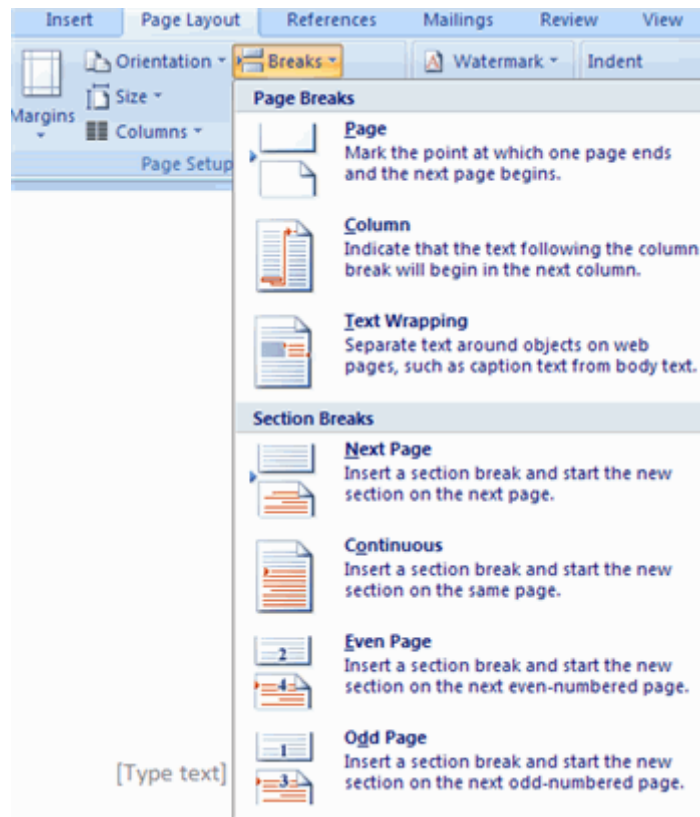 Insert Page Layout References Mailings Review View
Orientation Breaks Watermark Indent
Size
Margins
Columns
Page Setup
Page Breaks
Page
Mark the point at which one page ends
and the next page begins.
Column
Indicate that the text following the column
break will begin in the next column.
Text Wrapping
Separate text around objects on web
pages, such as caption text from body text.
Section Breaks
Next Page
Insert a section break and start the new
section on the next page.
Continuous
Insert a section break and start the new
section on the same page.
Even Page
2
Insert a section break and start the new
4
section on the next even-numbered page.
Odd Page
1
Insert a section break and start the new
3
section on the next odd-numbered page.
[Type text]